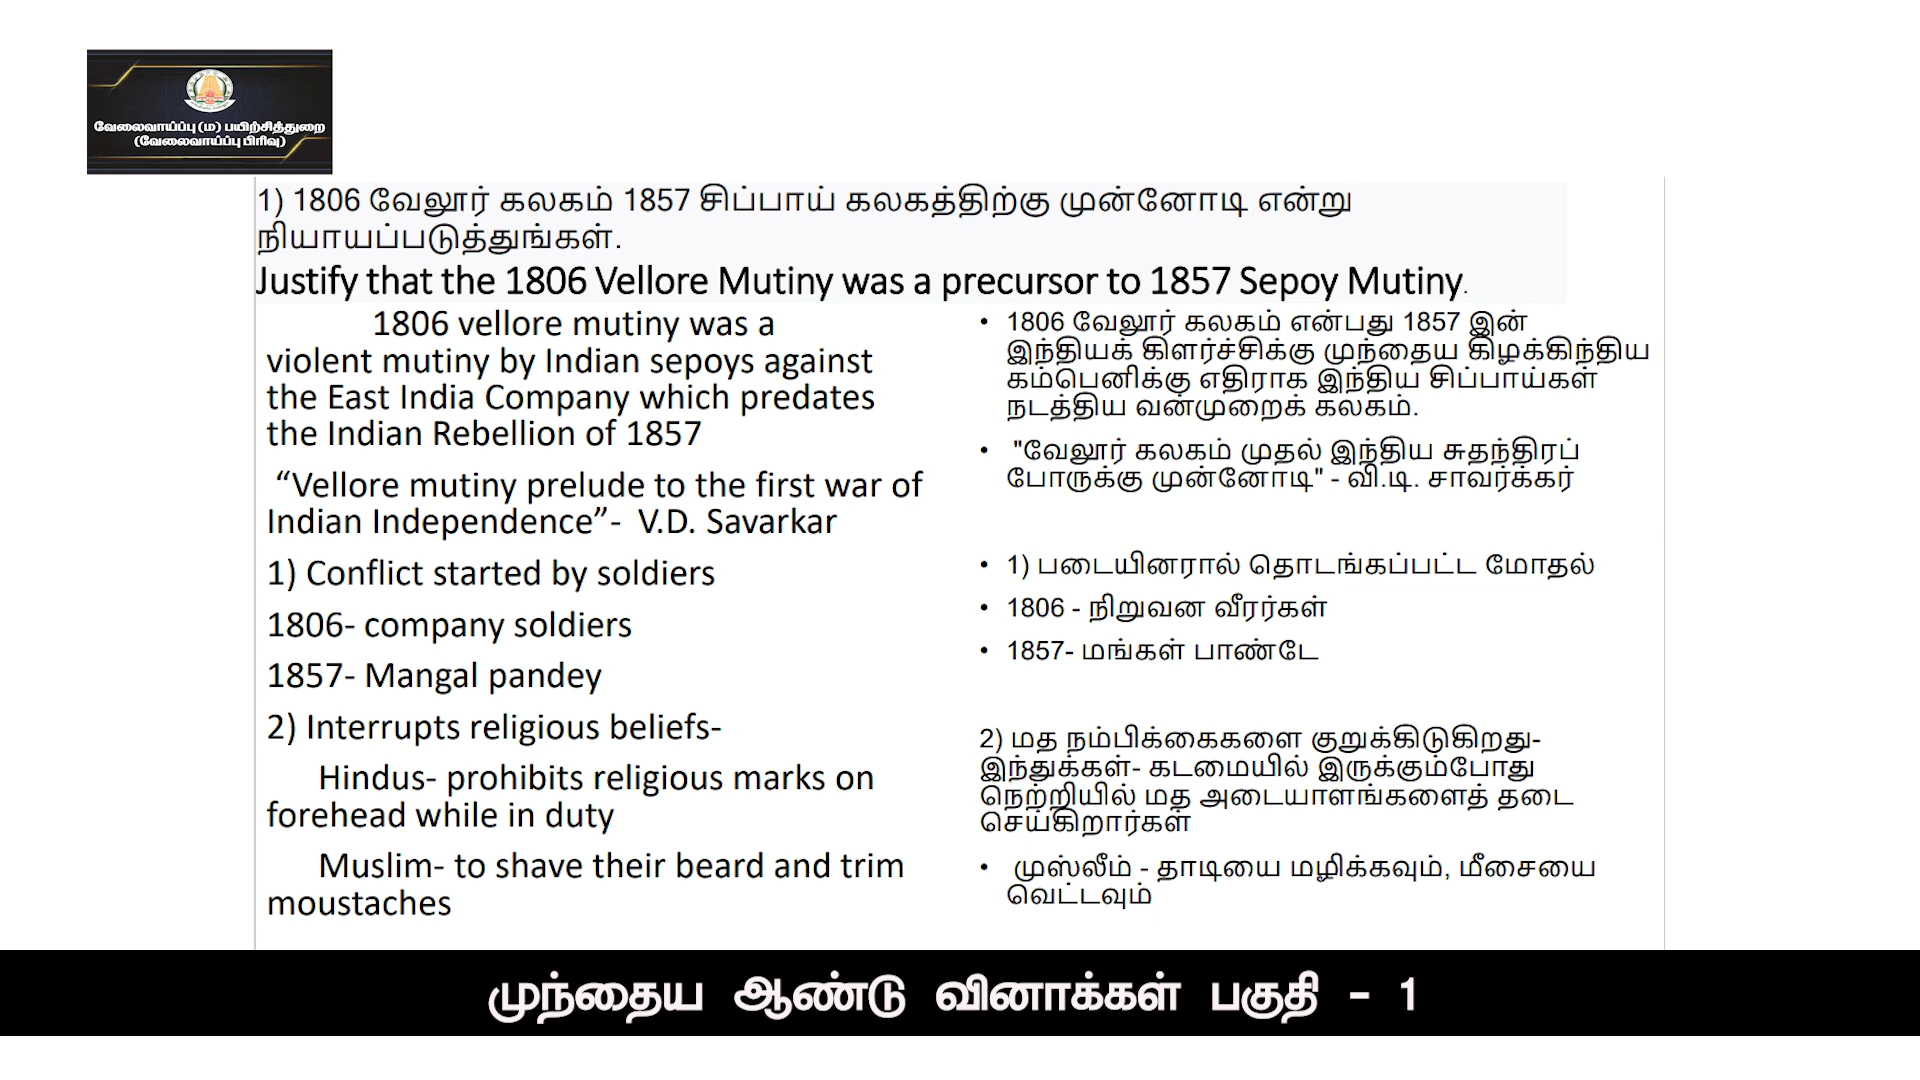 வேலைவாய்ப்பு (ம) பயிற்சித்துறை
(வேலைவாய்ப்பு பிரிவு)
1) 1806 வேலூர் கலகம் 1857 சிப்பாய் கலகத்திற்கு முன்னோடி என்று
நியாயப்படுத்துங்கள்.
Justify that the 1806 Vellore Mutiny was a precursor to 1857 Sepoy Mutiny.
1806 vellore mutiny was a
violent mutiny by Indian sepoys against
the East India Company which predates
the Indian Rebellion of 1857
“Vellore mutiny prelude to the first war of
Indian Independence”- V.D. Savarkar
1) Conflict started by soldiers
1806- company soldiers
1857- Mangal pandey
2) Interrupts religious beliefs-
Hindus- prohibits religious marks on
forehead while in duty
Muslim- to shave their beard and trim
moustaches
• 1806 வேலூர் கலகம் என்பது 1857 இன்
இந்தியக் கிளர்ச்சிக்கு முந்தைய கிழக்கிந்திய
கம்பெனிக்கு எதிராக இந்திய சிப்பாய்கள்
நடத்திய வன்முறைக் கலகம்.
• "வேலூர் கலகம் முதல் இந்திய சுதந்திரப்
போருக்கு முன்னோடி" - வி.டி. சாவர்க்கர்
• 1) படையினரால் தொடங்கப்பட்ட மோதல்
• 1806 - நிறுவன வீரர்கள்
• 1857- மங்கள் பாண்டே
2) மத நம்பிக்கைகளை குறுக்கிடுகிறது-
இந்துக்கள்- கடமையில் இருக்கும்போது
நெற்றியில் மத அடையாளங்களைத் தடை
செய்கிறார்கள்
• முஸ்லீம் - தாடியை மழிக்கவும், மீசையை
வெட்டவும்
முந்தைய ஆண்டு வினாக்கள் பகுதி - 1